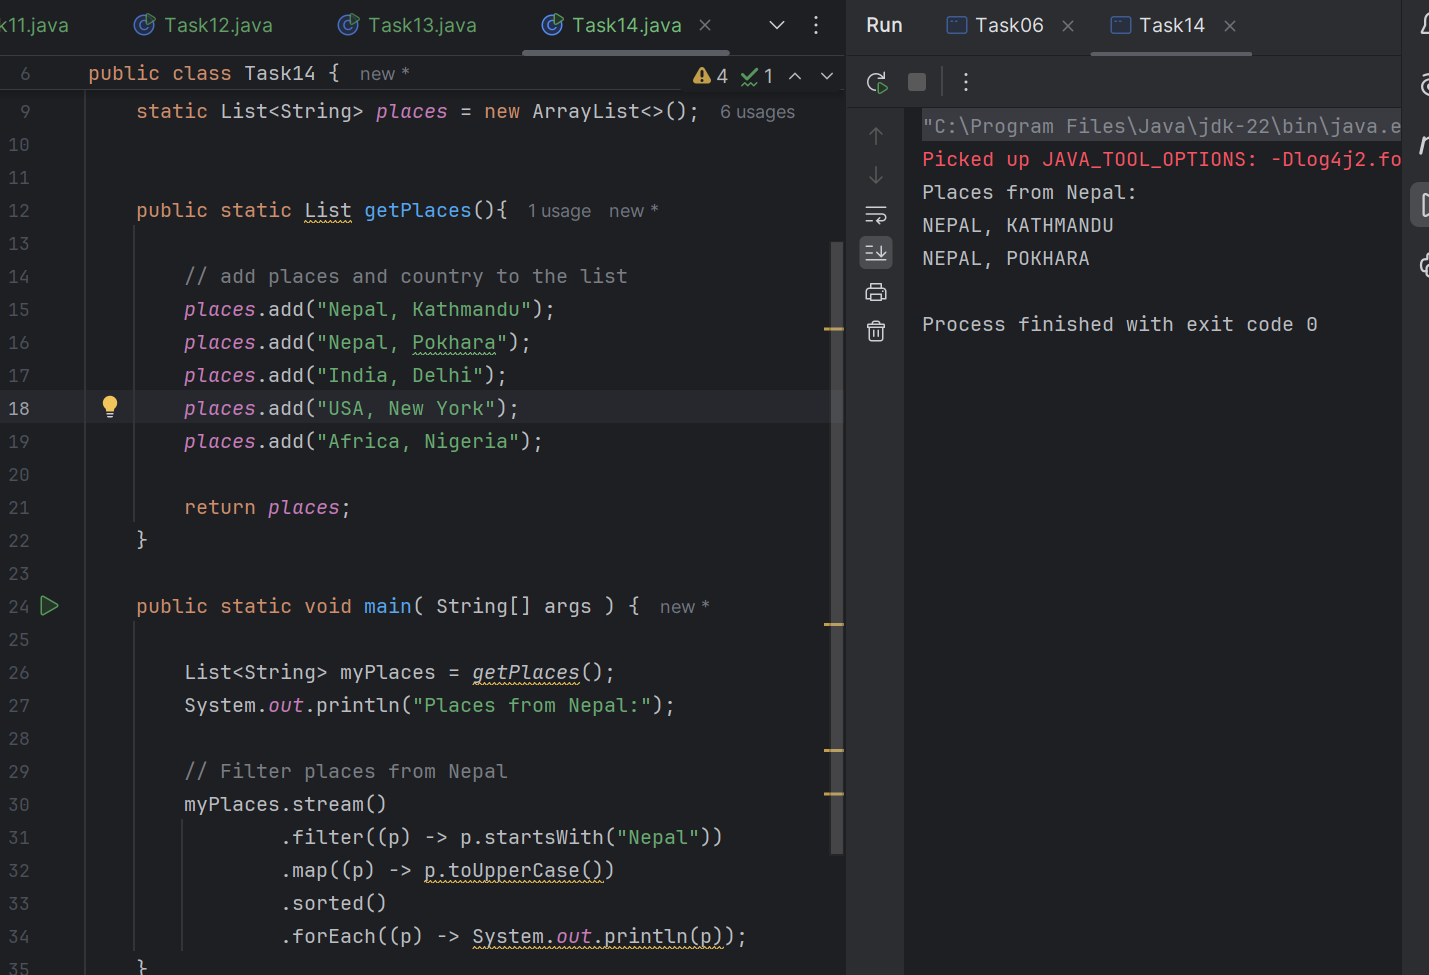 k11.java Task12.java Task13.java Task14.java Run Task06 Task14
6 public class Task14 { new * 4 1
9 static List<String> places = new ArrayList<>(); 6 usages
10
11
12 public static List getPlaces(){ 1 usage new *
13
14 // add places and country to the list
15 places.add("Nepal, Kathmandu");
16 places.add("Nepal, Pokhara");
17 places.add("India, Delhi");
18 places.add("USA, New York");
19 places.add("Africa, Nigeria");
20
21 return places;
22 }
23
24 public static void main( String[] args ) { new *
25
26 List<String> myPlaces = getPlaces();
27 System.out.println("Places from Nepal:");
28
29 // Filter places from Nepal
30 myPlaces.stream()
31 .filter((p) -> p.startsWith("Nepal"))
32 .map((p) -> p.toUpperCase())
33 .sorted()
34 .forEach((p) -> System.out.println(p));
35 }
"C:\Program Files\Java\jdk-22\bin\java.e
Picked up JAVA_TOOL_OPTIONS: -Dlog4j2.fo
Places from Nepal:
NEPAL, KATHMANDU
NEPAL, POKHARA
Process finished with exit code 0